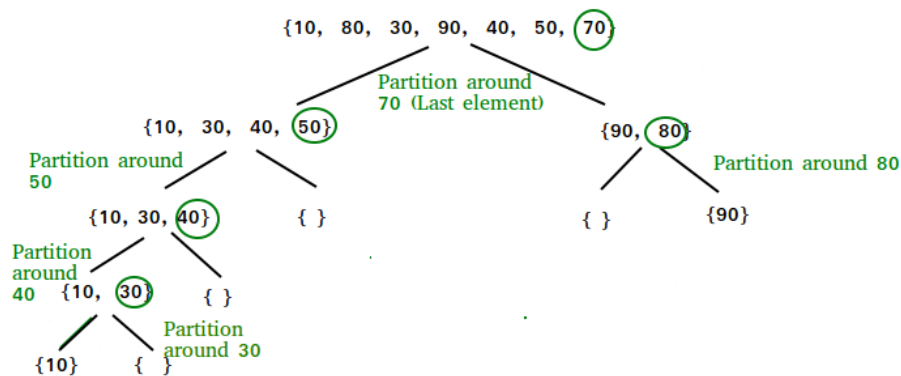 {10, 80, 30, 90, 40, 50, 70}
Partition around
70 (Last element)
{10, 30, 40, 50}
{90, 80}
Partition around
50
Partition around 80
{10, 30, 40}
{ }
{ }
{90}
Partition
around
40
{10, 30}
{ }
Partition
around 30
{10}
{ }